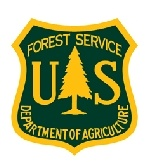 FOREST SERVICE
U S
DEPARTMENT OF AGRICULTURE